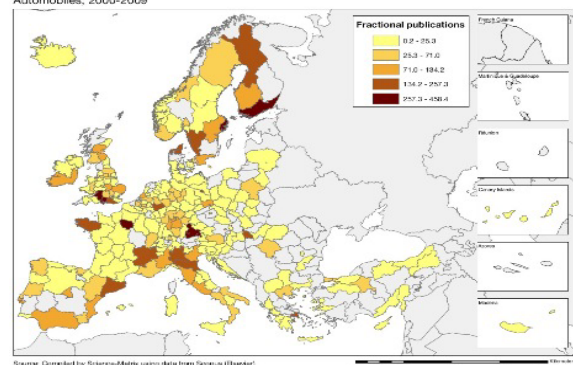 Automobiles, 2000-2009
Fractional publications
0.2 - 25.3
25.3 - 71.0
71.0 - 134.2
134.2 - 257.3
257.3 - 458.4
French Guiana
Martinique & Guadeloupe
Réunion
Canary Islands
Azores
Madeira
Source: Compiled by Science-Metrix using data from Scopus (Elsevier)